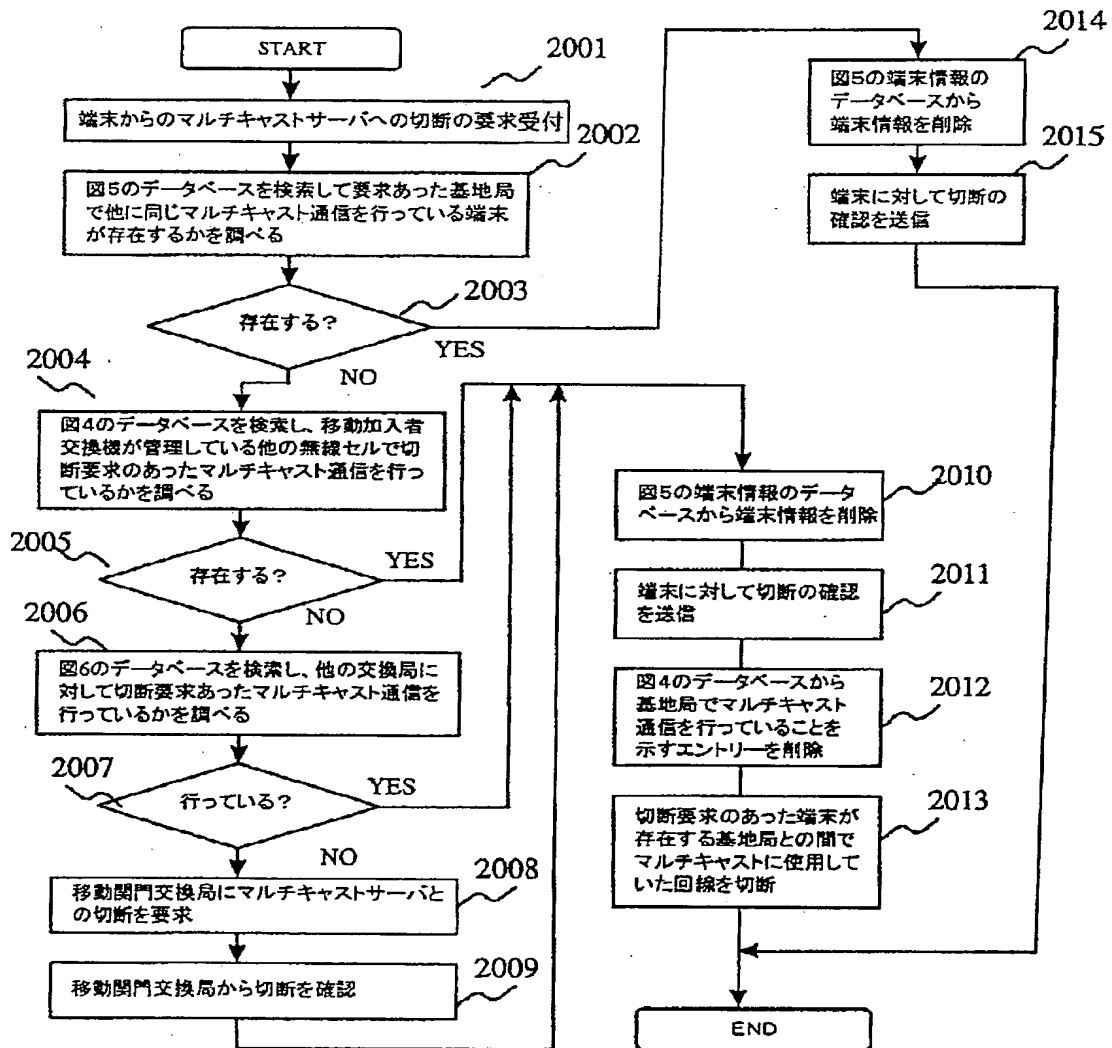 START
2001
端末からのマルチキャストサーバへの切断の要求受付
2002
図5のデータベースを検索して要求あった基地局
で他に同じマルチキャスト通信を行っている端末
が存在するかを調べる
2003
存在する?
YES
NO
2004
図4のデータベースを検索し、移動加入者
交換機が管理している他の無線セルで切
断要求のあったマルチキャスト通信を行っ
ているかを調べる
2005
存在する?
YES
NO
2006
図6のデータベースを検索し、他の交換局に
対して切断要求あったマルチキャスト通信を
行っているかを調べる
2007
行っている?
YES
NO
2008
移動関門交換局にマルチキャストサーバと
の切断を要求
2009
移動関門交換局から切断を確認
2010
図5の端末情報のデータ
ベースから端末情報を削除
2011
端末に対して切断の確認
を送信
2012
図4のデータベースから
基地局でマルチキャスト
通信を行っていることを
示すエントリーを削除
2013
切断要求のあった端末が
存在する基地局との間で
マルチキャストに使用して
いた回線を切断
2014
図5の端末情報の
データベースから
端末情報を削除
2015
端末に対して切断の
確認を送信
END